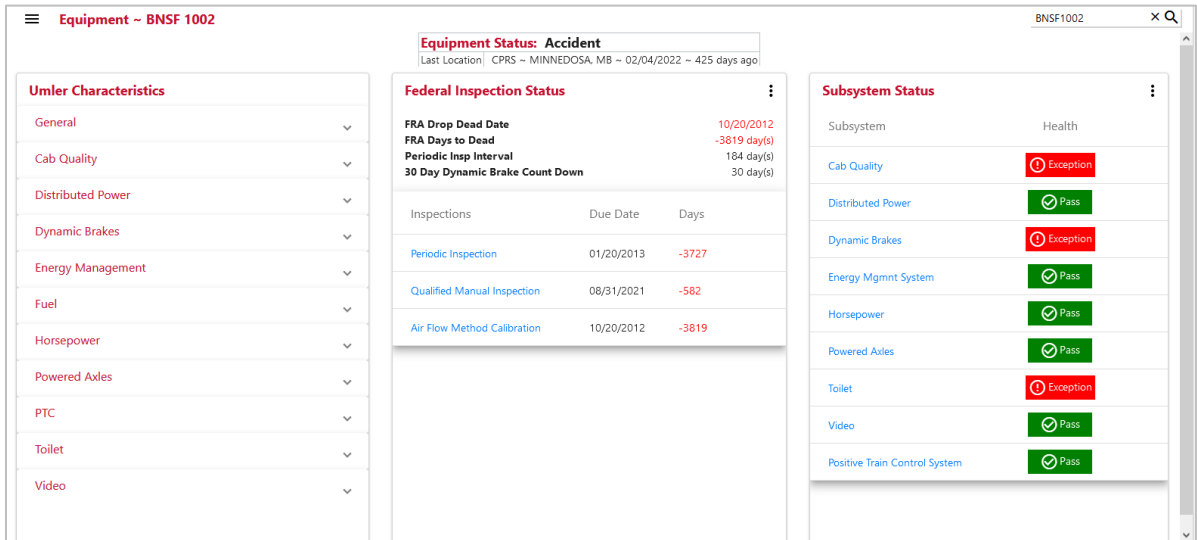 Equipment ~ BNSF 1002
BNSF1002
Equipment Status: Accident
Last Location CPRS ~ MINNEDOSA, MB ~ 02/04/2022 ~ 425 days ago
Umler Characteristics
General
Cab Quality
Distributed Power
Dynamic Brakes
Energy Management
Fuel
Horsepower
Powered Axles
PTC
Toilet
Video
Federal Inspection Status
FRA Drop Dead Date 10/20/2012
FRA Days to Dead -3819 day(s)
Periodic Insp Interval 184 day(s)
30 Day Dynamic Brake Count Down 30 day(s)
Inspections Due Date Days
Periodic Inspection 01/20/2013 -3727
Qualified Manual Inspection 08/31/2021 -582
Air Flow Method Calibration 10/20/2012 -3819
Subsystem Status
Subsystem Health
Cab Quality Exception
Distributed Power Pass
Dynamic Brakes Exception
Energy Mgmnt System Pass
Horsepower Pass
Powered Axles Pass
Toilet Exception
Video Pass
Positive Train Control System Pass